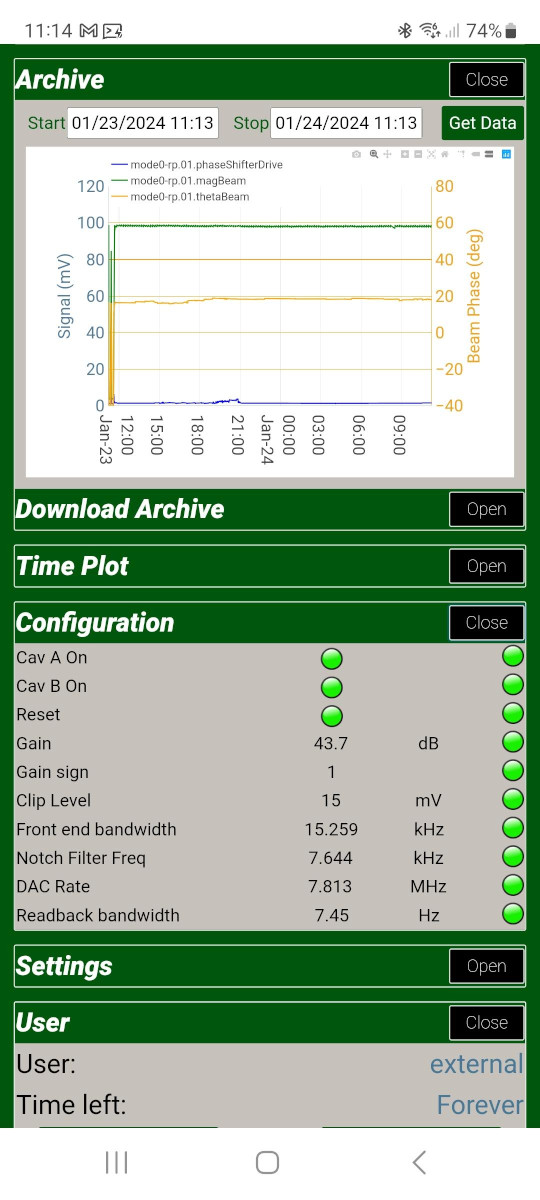 11:14 74%
Archive Close
Start 01/23/2024 11:13 Stop 01/24/2024 11:13 Get Data
mode0-rp.01.phaseShifterDrive
mode0-rp.01.magBeam
mode0-rp.01.thetaBeam
120 80
100 60
80 40
60 20
40 0
20 −20
0 −40
Signal (mV)
Beam Phase (deg)
Jan-23 12:00 15:00 18:00 21:00 Jan-24 00:00 03:00 06:00 09:00
Download Archive Open
Time Plot Open
Configuration Close
Cav A On
Cav B On
Reset
Gain 43.7 dB
Gain sign 1
Clip Level 15 mV
Front end bandwidth 15.259 kHz
Notch Filter Freq 7.644 kHz
DAC Rate 7.813 MHz
Readback bandwidth 7.45 Hz
Settings Open
User Close
User: external
Time left: Forever